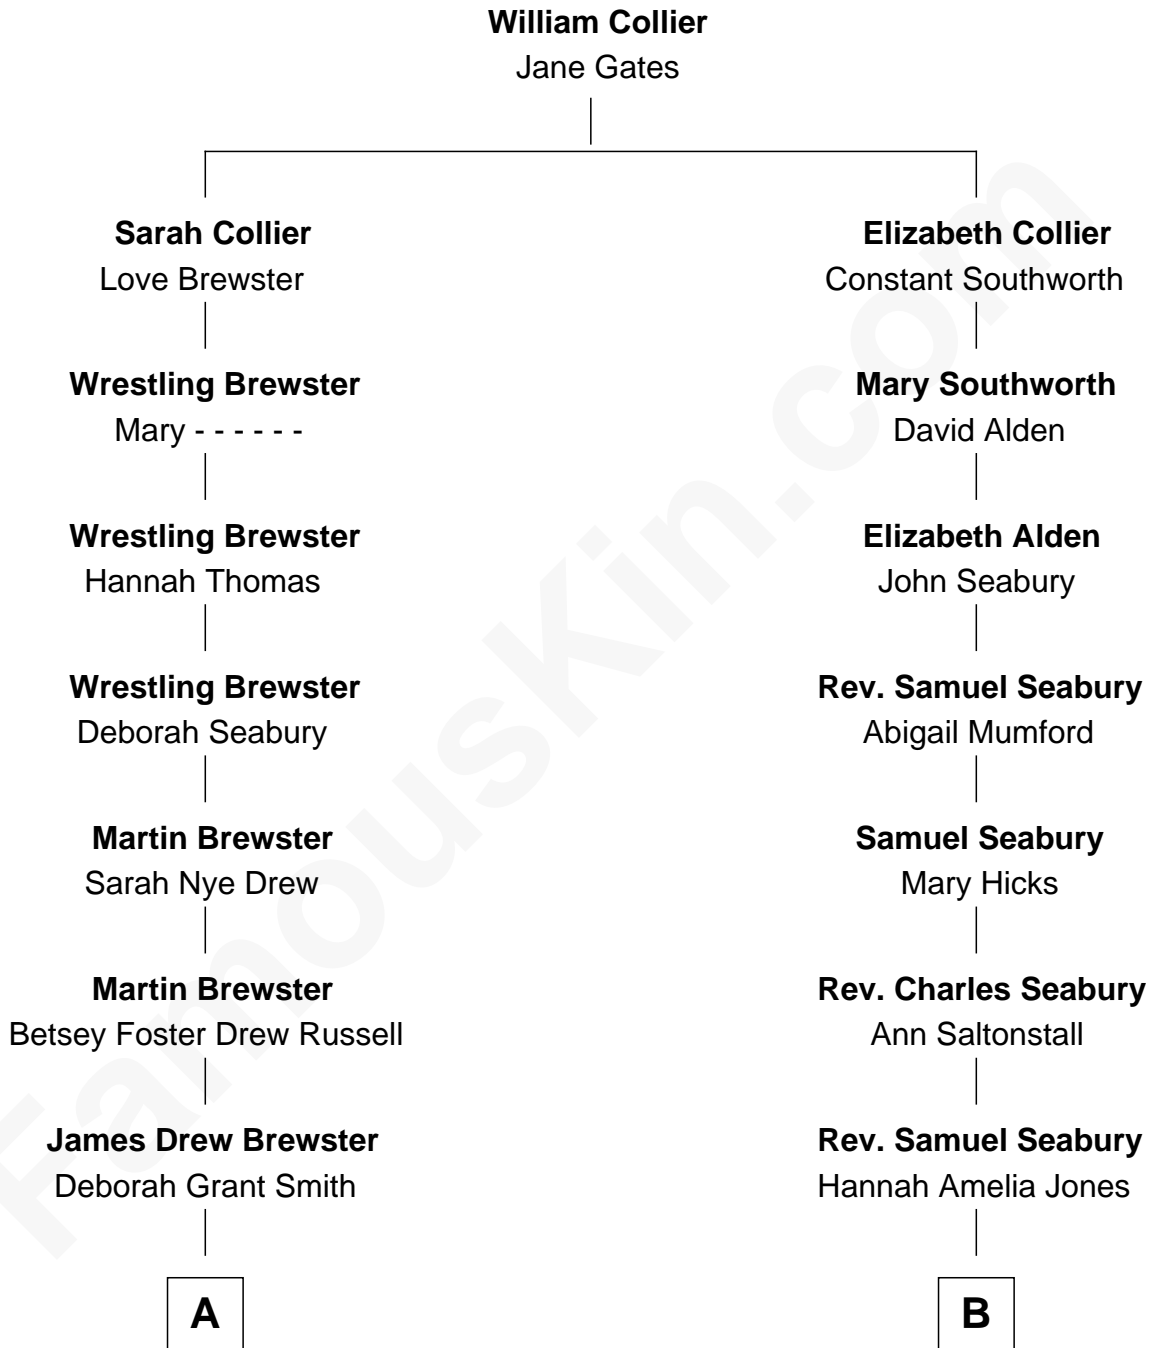 William Collier
Jane Gates
Sarah Collier
Love Brewster
Elizabeth Collier
Constant Southworth
Wrestling Brewster
Mary - - - - - -
Mary Southworth
David Alden
Wrestling Brewster
Hannah Thomas
Elizabeth Alden
John Seabury
Wrestling Brewster
Deborah Seabury
Rev. Samuel Seabury
Abigail Mumford
Martin Brewster
Sarah Nye Drew
Samuel Seabury
Mary Hicks
Martin Brewster
Betsey Foster Drew Russell
Rev. Charles Seabury
Ann Saltonstall
James Drew Brewster
Deborah Grant Smith
Rev. Samuel Seabury
Hannah Amelia Jones
A
B
FamousKin.com